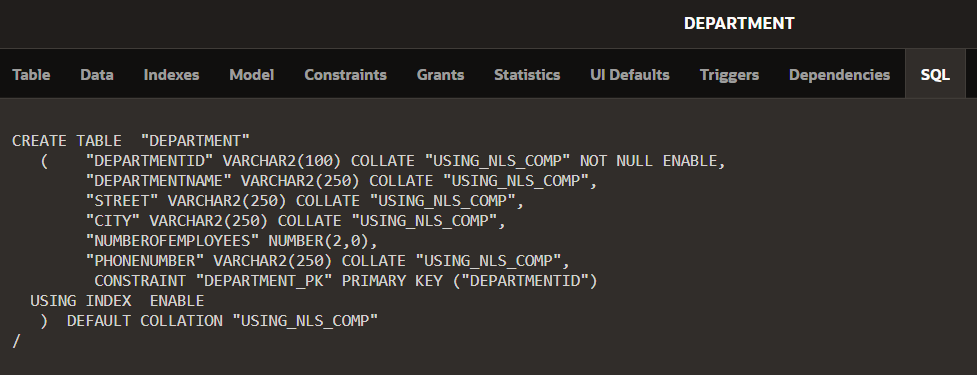 DEPARTMENT
Table Data Indexes Model Constraints Grants Statistics UI Defaults Triggers Dependencies SQL
CREATE TABLE  "DEPARTMENT"
   (    "DEPARTMENTID" VARCHAR2(100) COLLATE "USING_NLS_COMP" NOT NULL ENABLE,
        "DEPARTMENTNAME" VARCHAR2(250) COLLATE "USING_NLS_COMP",
        "STREET" VARCHAR2(250) COLLATE "USING_NLS_COMP",
        "CITY" VARCHAR2(250) COLLATE "USING_NLS_COMP",
        "NUMBEROFEMPLOYEES" NUMBER(2,0),
        "PHONENUMBER" VARCHAR2(250) COLLATE "USING_NLS_COMP",
         CONSTRAINT "DEPARTMENT_PK" PRIMARY KEY ("DEPARTMENTID")
  USING INDEX  ENABLE
   )  DEFAULT COLLATION "USING_NLS_COMP"
/